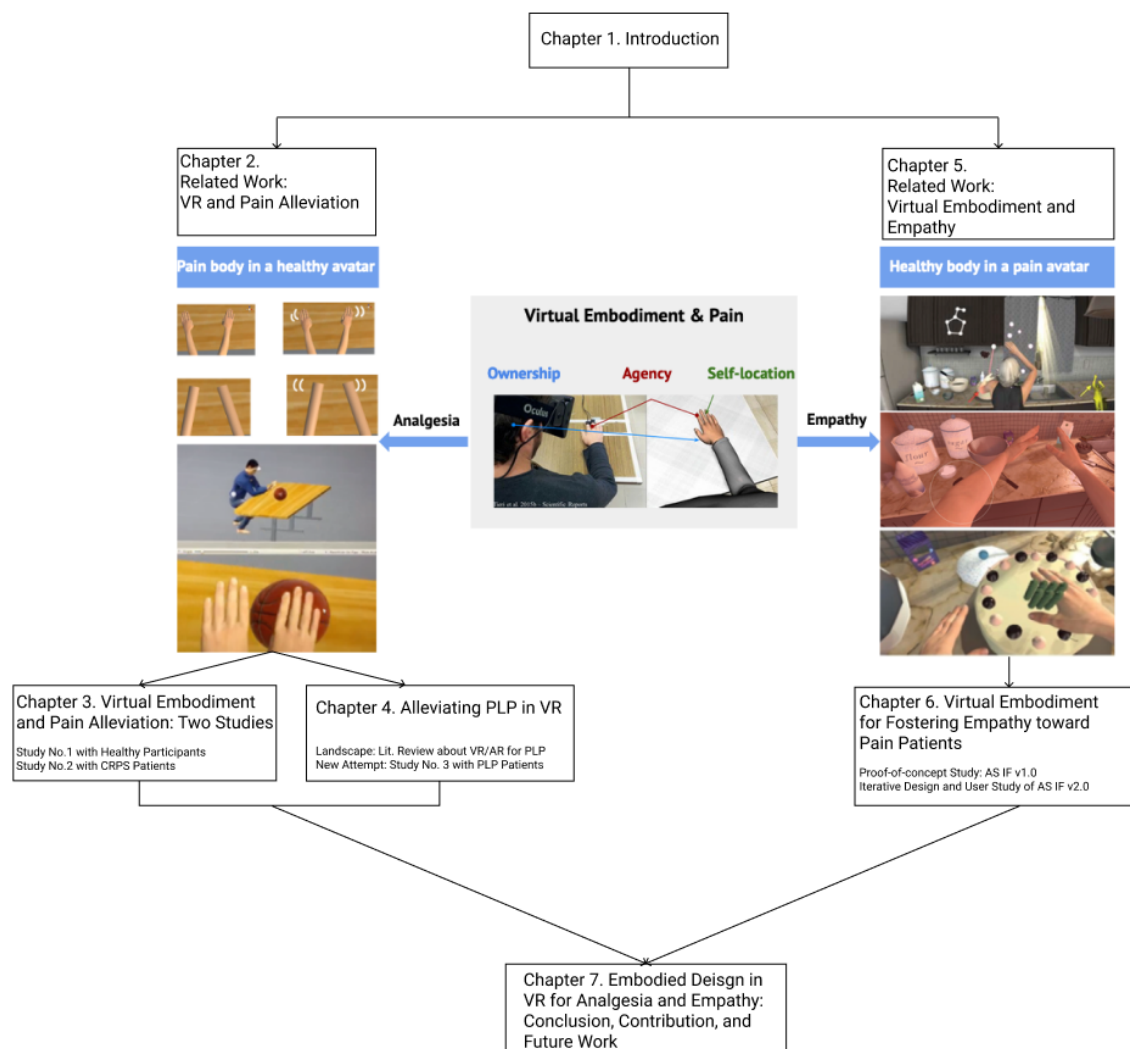 Chapter 1. Introduction
Chapter 2.
Related Work:
VR and Pain Alleviation
Chapter 5.
Related Work:
Virtual Embodiment and
Empathy
Pain body in a healthy avatar
Healthy body in a pain avatar
Virtual Embodiment & Pain
Ownership
Agency
Self-location
Oculus
Analgesia
Empathy
et al. 2015b - Scientific Reports
flour
Chapter 3. Virtual Embodiment
and Pain Alleviation: Two Studies
Study No.1 with Healthy Participants
Study No.2 with CRPS Patients
Chapter 4. Alleviating PLP in VR
Landscape: Lit. Review about VR/AR for PLP
New Attempt: Study No. 3 with PLP Patients
Chapter 6. Virtual Embodiment
for Fostering Empathy toward
Pain Patients
Proof-of-concept Study: AS IF v1.0
Iterative Design and User Study of AS IF v2.0
Chapter 7. Embodied Deisgn in
VR for Analgesia and Empathy:
Conclusion, Contribution, and
Future Work